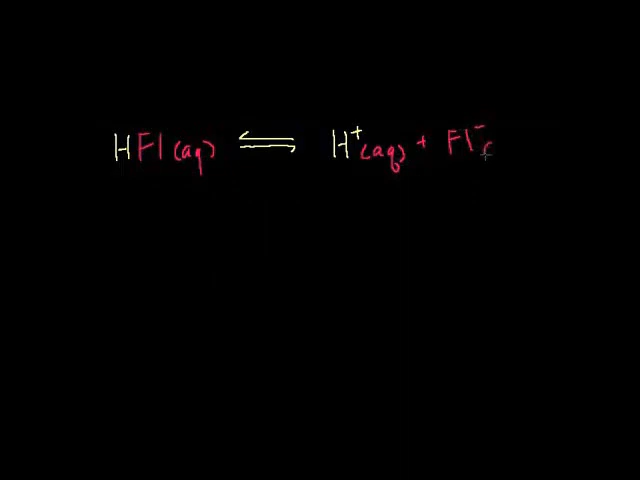 HFl(aq) ⇌ H⁺(aq) + Fl⁻(